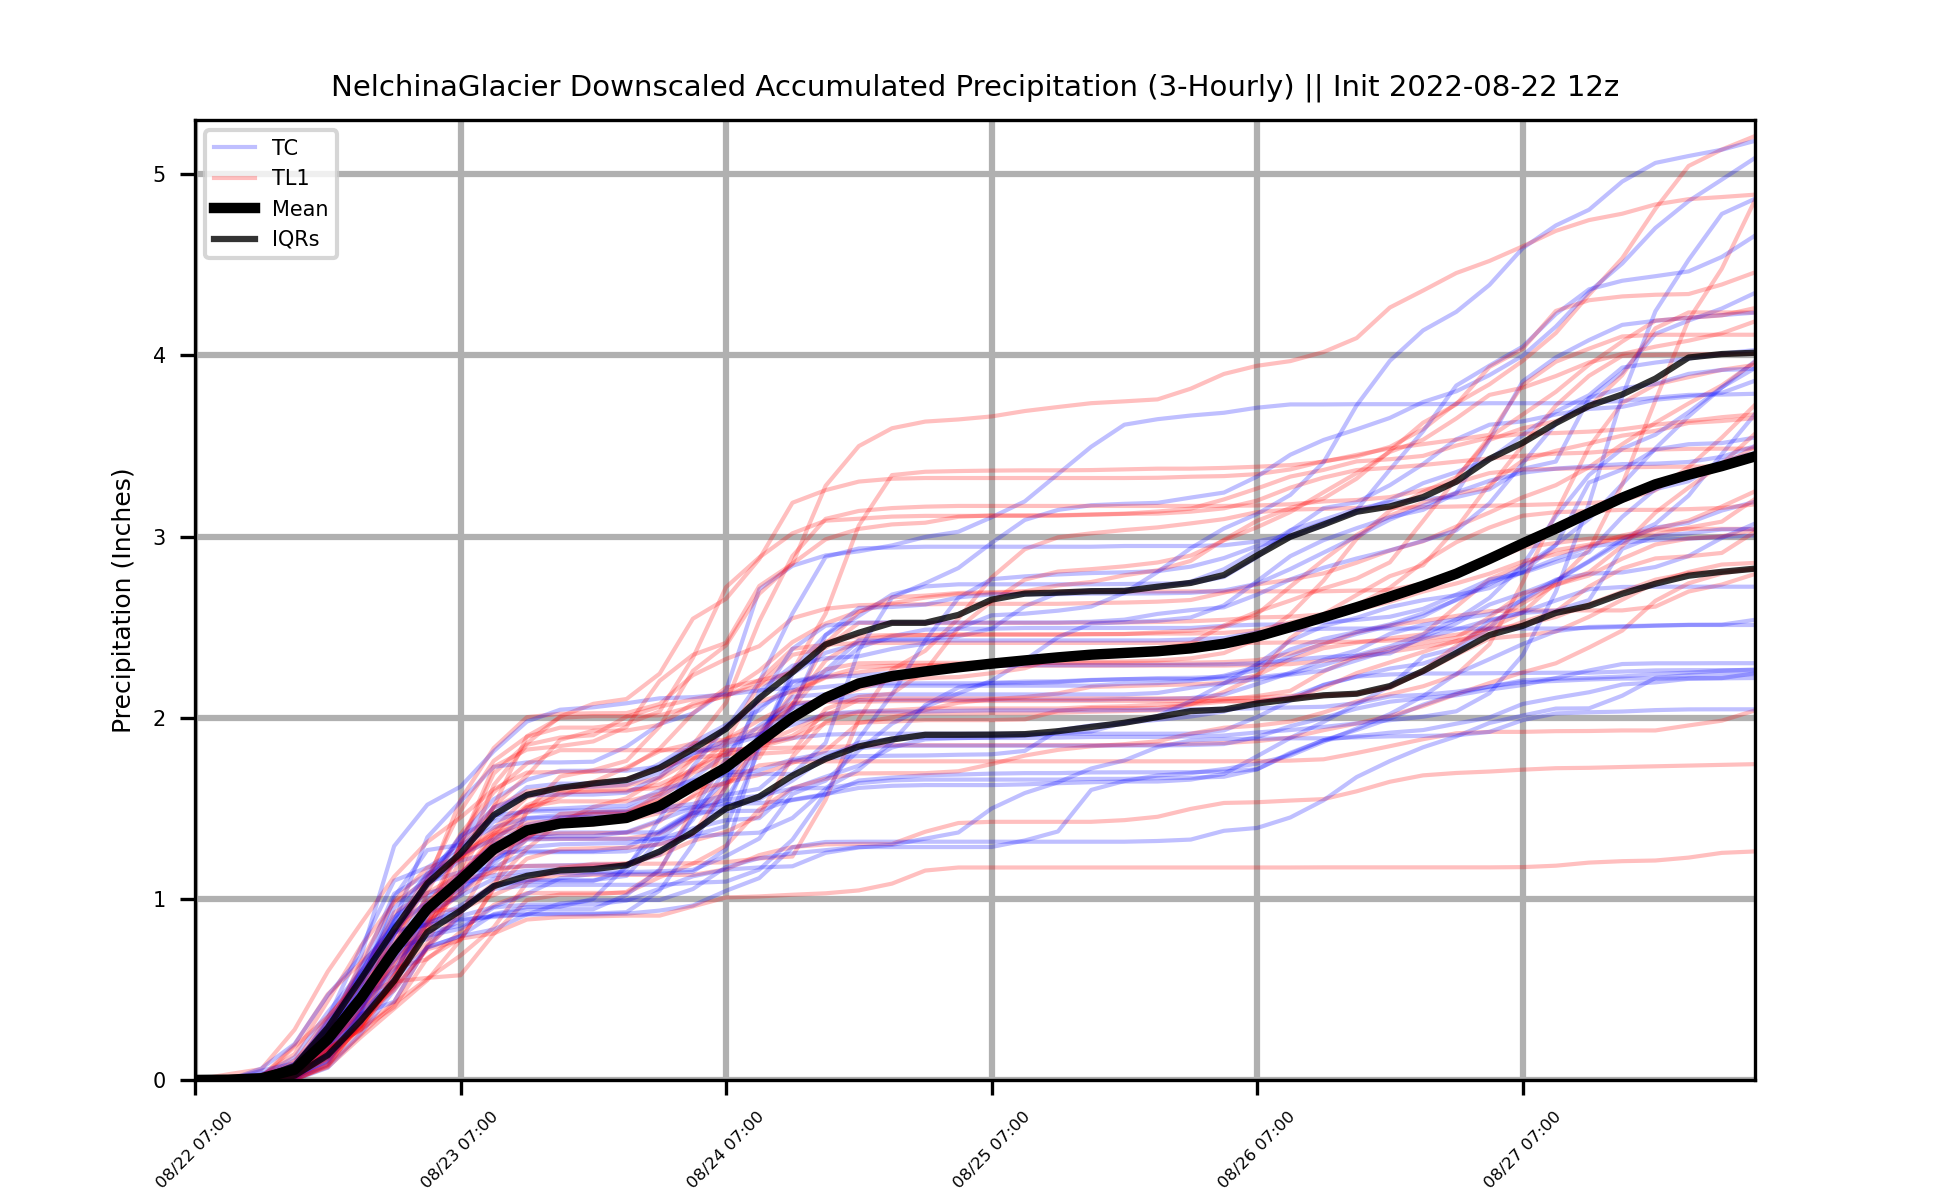 NelchinaGlacier Downscaled Accumulated Precipitation (3-Hourly) || Init 2022-08-22 12z
TC
TL1
Mean
IQRs
Precipitation (Inches)
5
4
3
2
1
0
08/22 07:00
08/23 07:00
08/24 07:00
08/25 07:00
08/26 07:00
08/27 07:00